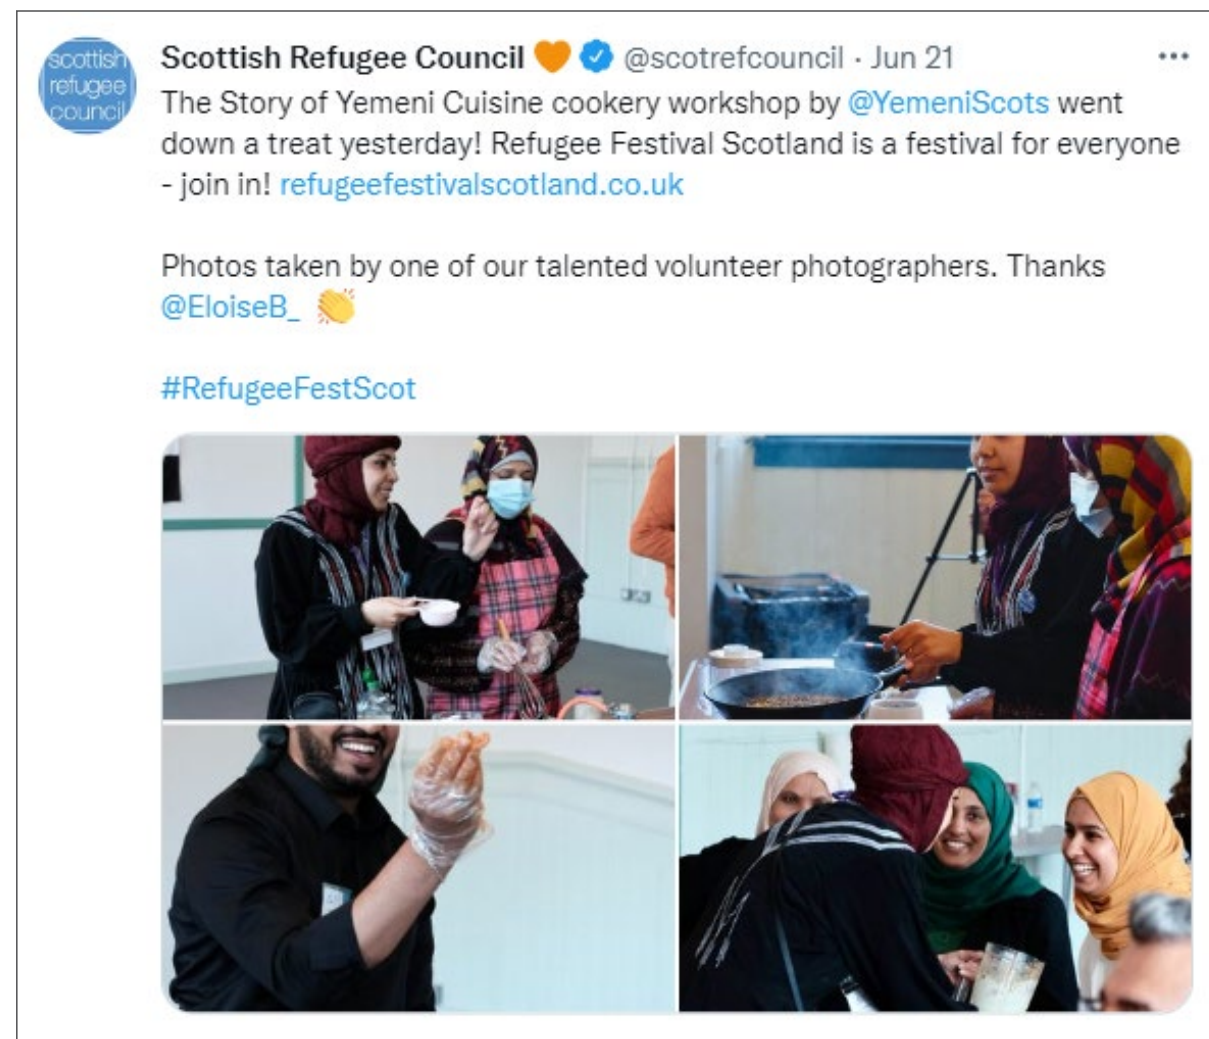 scottish
refugee
council
Scottish Refugee Council 🧡 @scotrefcouncil · Jun 21
The Story of Yemeni Cuisine cookery workshop by @YemeniScots went
down a treat yesterday! Refugee Festival Scotland is a festival for everyone
- join in! refugeefestivalscotland.co.uk
Photos taken by one of our talented volunteer photographers. Thanks
@EloiseB_ 👏
#RefugeeFestScot